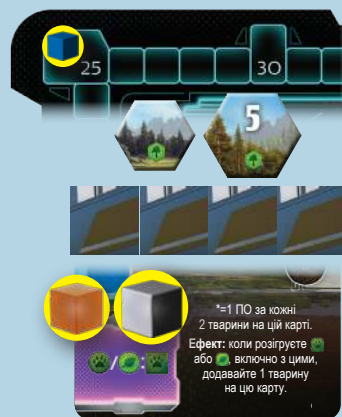 25
30
5
*=1 ПО за кожні
2 тварини на цій карті.
Ефект: коли розігруєте
або , включно з цими,
додавайте 1 тварину
на цю карту.
/ :